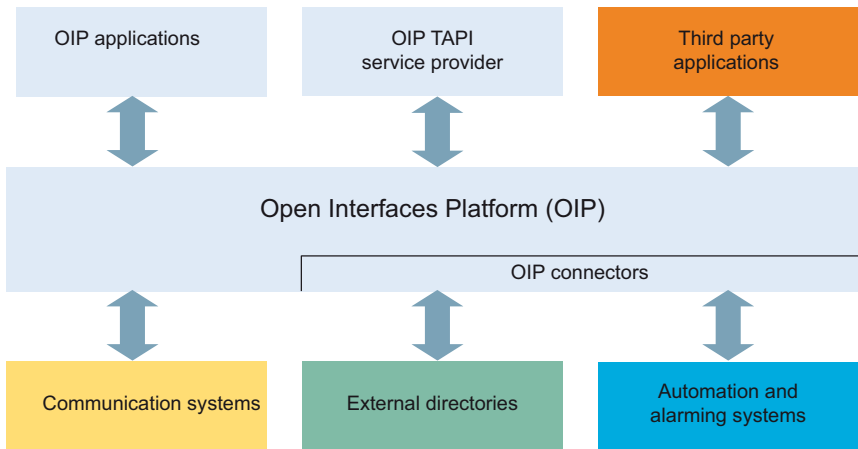 OIP applications
OIP TAPI
service provider
Third party
applications
Open Interfaces Platform (OIP)
OIP connectors
Communication systems
External directories
Automation and
alarming systems